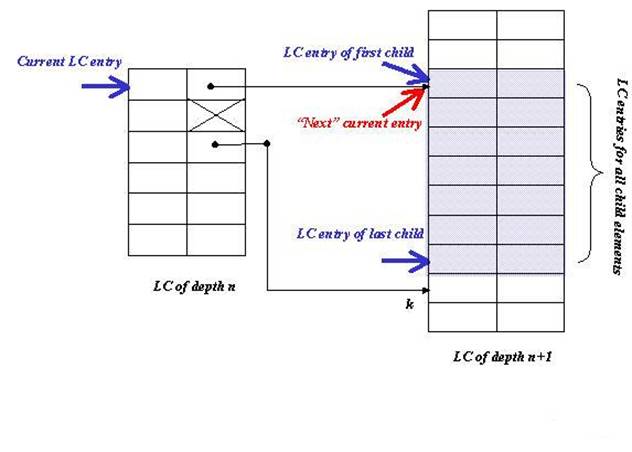 LC entry of first child
Current LC entry
"Next" current entry
LC entries for all child elements
LC entry of last child
LC of depth n
k
LC of depth n+1